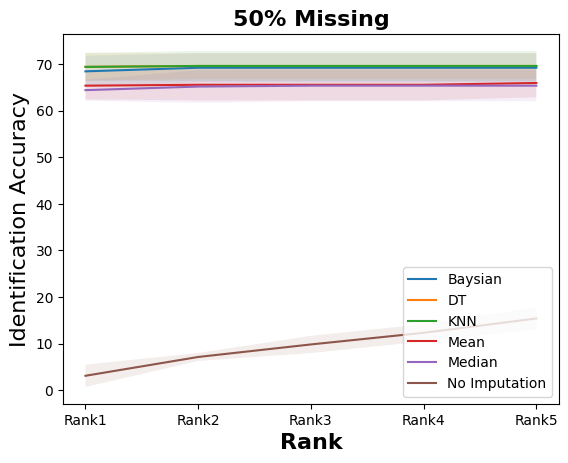 50% Missing
Identification Accuracy
70
60
50
40
30
20
10
0
Baysian
DT
KNN
Mean
Median
No Imputation
Rank1 Rank2 Rank3 Rank4 Rank5
Rank